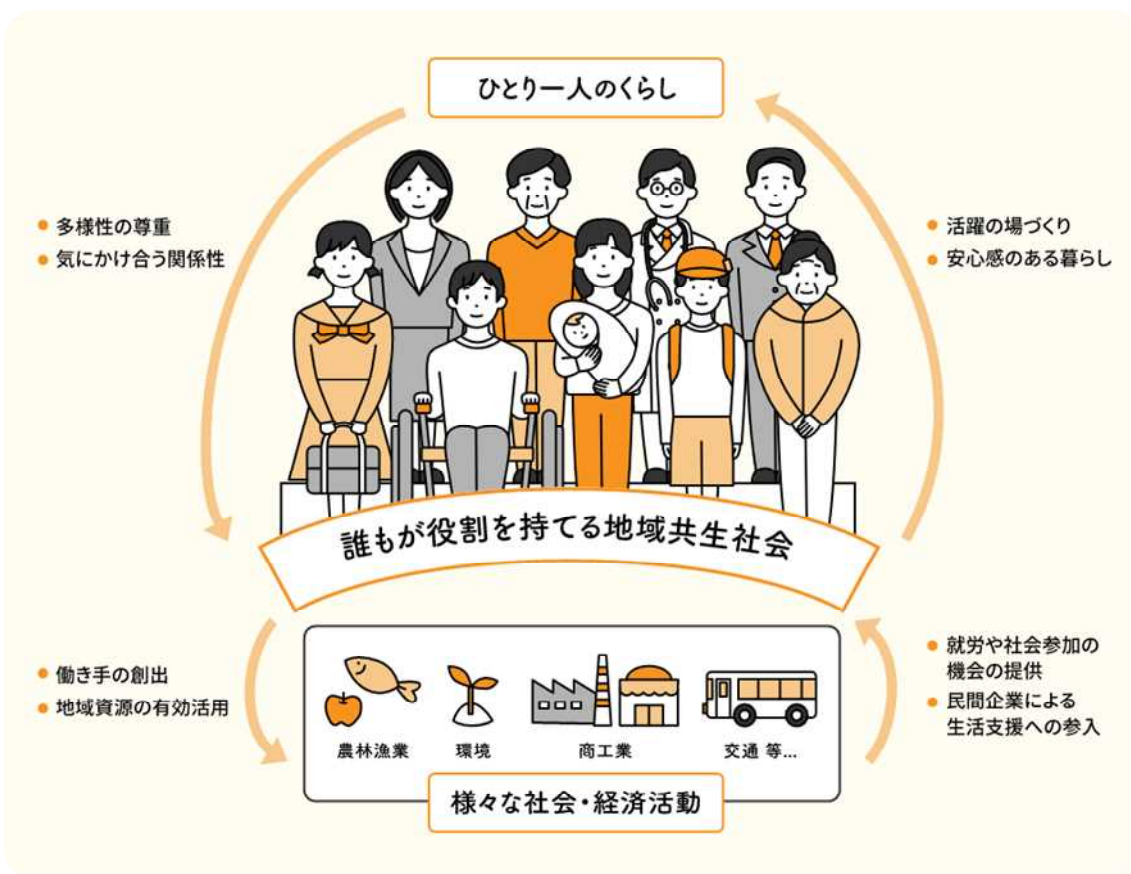 ひとり一人のくらし
多様性の尊重
気にかけ合う関係性
活躍の場づくり
安心感のある暮らし
誰もが役割を持てる地域共生社会
働き手の創出
地域資源の有効活用
就労や社会参加の
機会の提供
民間企業による
生活支援への参入
農林漁業
環境
商工業
交通 等...
様々な社会・経済活動